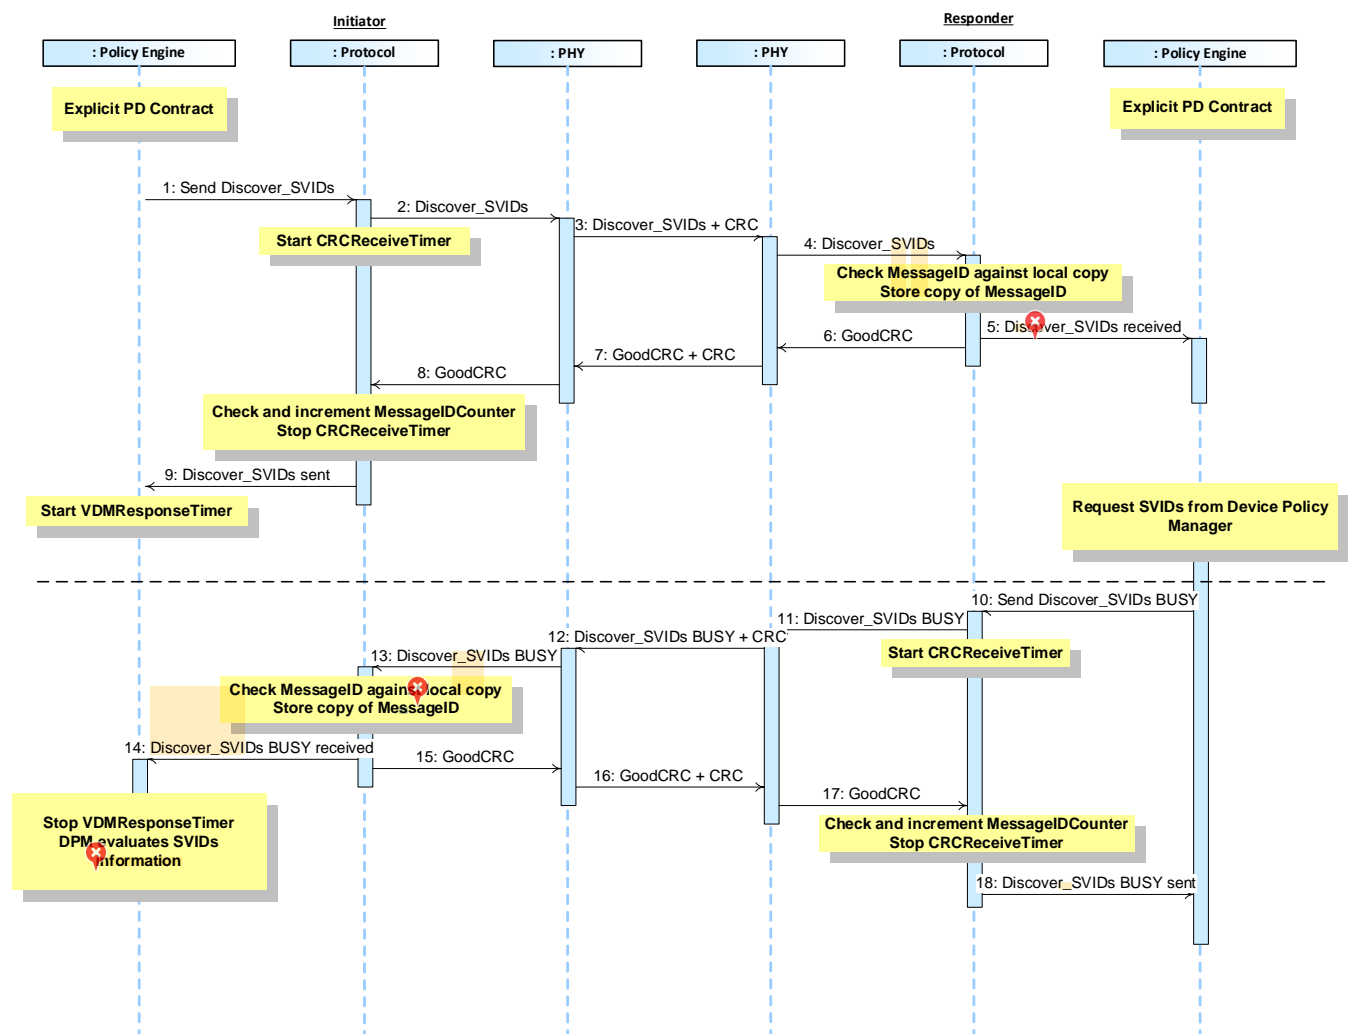 Initiator
Responder
: Policy Engine
: Protocol
: PHY
: PHY
: Protocol
: Policy Engine
Explicit PD Contract
Explicit PD Contract
1: Send Discover_SVIDs
2: Discover_SVIDs
3: Discover_SVIDs + CRC
Start CRCReceiveTimer
4: Discover_SVIDs
Check MessageID against local copy
Store copy of MessageID
5: Discover_SVIDs received
6: GoodCRC
7: GoodCRC + CRC
8: GoodCRC
Check and increment MessageIDCounter
Stop CRCReceiveTimer
9: Discover_SVIDs sent
Start VDMResponseTimer
Request SVIDs from Device Policy
Manager
10: Send Discover_SVIDs BUSY
11: Discover_SVIDs BUSY
12: Discover_SVIDs BUSY + CRC
Start CRCReceiveTimer
13: Discover_SVIDs BUSY
Check MessageID against local copy
Store copy of MessageID
14: Discover_SVIDs BUSY received
15: GoodCRC
16: GoodCRC + CRC
17: GoodCRC
Stop VDMResponseTimer
DPM evaluates SVIDs
information
Check and increment MessageIDCounter
Stop CRCReceiveTimer
18: Discover_SVIDs BUSY sent